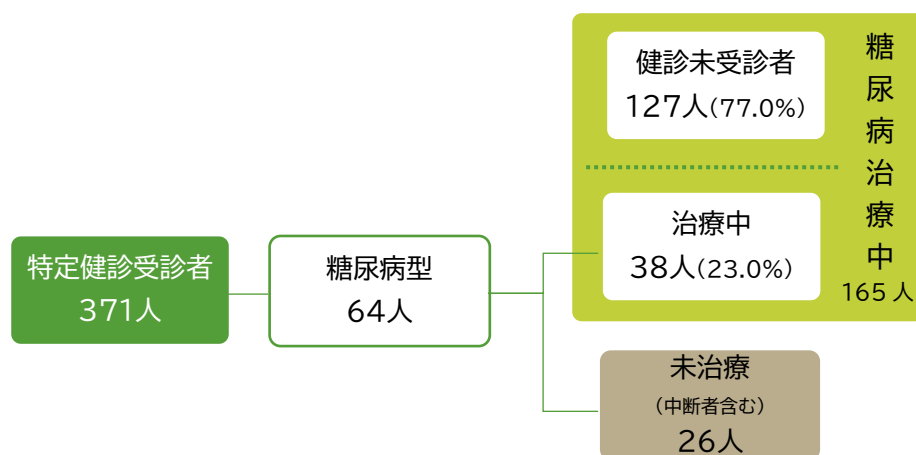 特定健診受診者
371人
糖尿病型
64人
健診未受診者
127人(77.0%)
治療中
38人(23.0%)
糖尿病治療中
165人
未治療
(中断者含む)
26人